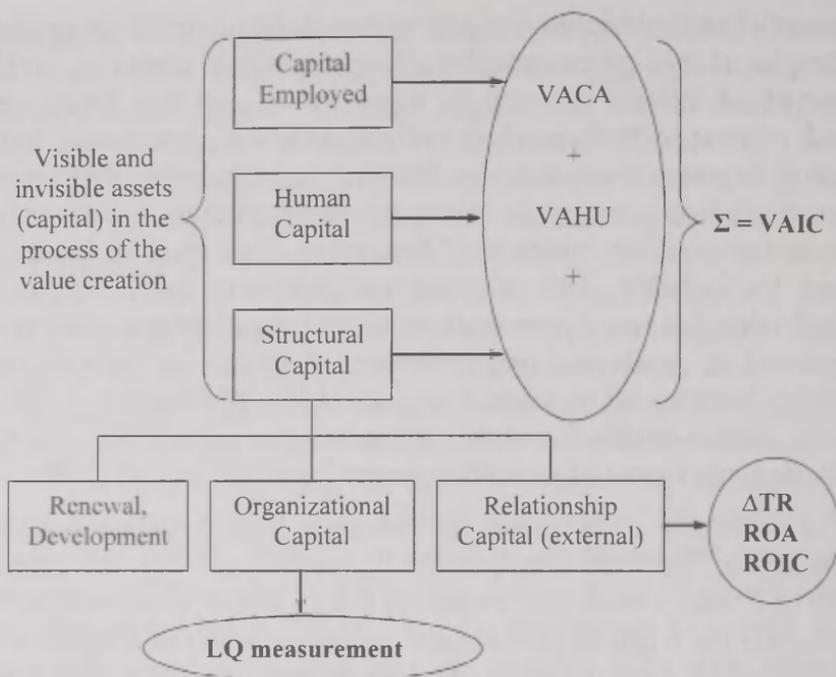 Capital
Employed
VACA
+
Visible and
invisible assets
(capital) in the
process of the
value creation
Human
Capital
VAHU
+
Σ = VAIC
Structural
Capital
Renewal,
Development
Organizational
Capital
Relationship
Capital (external)
ΔTR
ROA
ROIC
LQ measurement